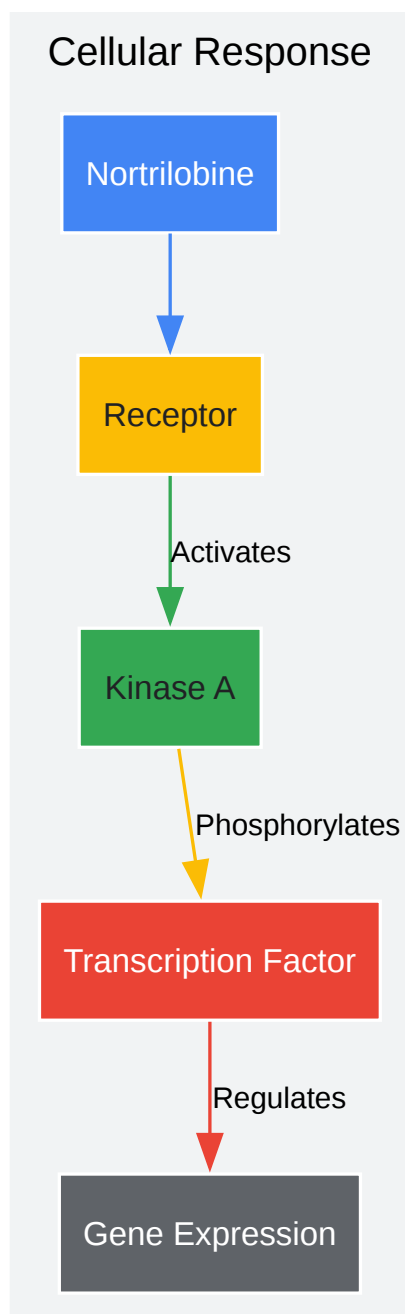 Cellular Response
Nortrilobine
Receptor
Activates
Kinase A
Phosphorylates
Transcription Factor
Regulates
Gene Expression